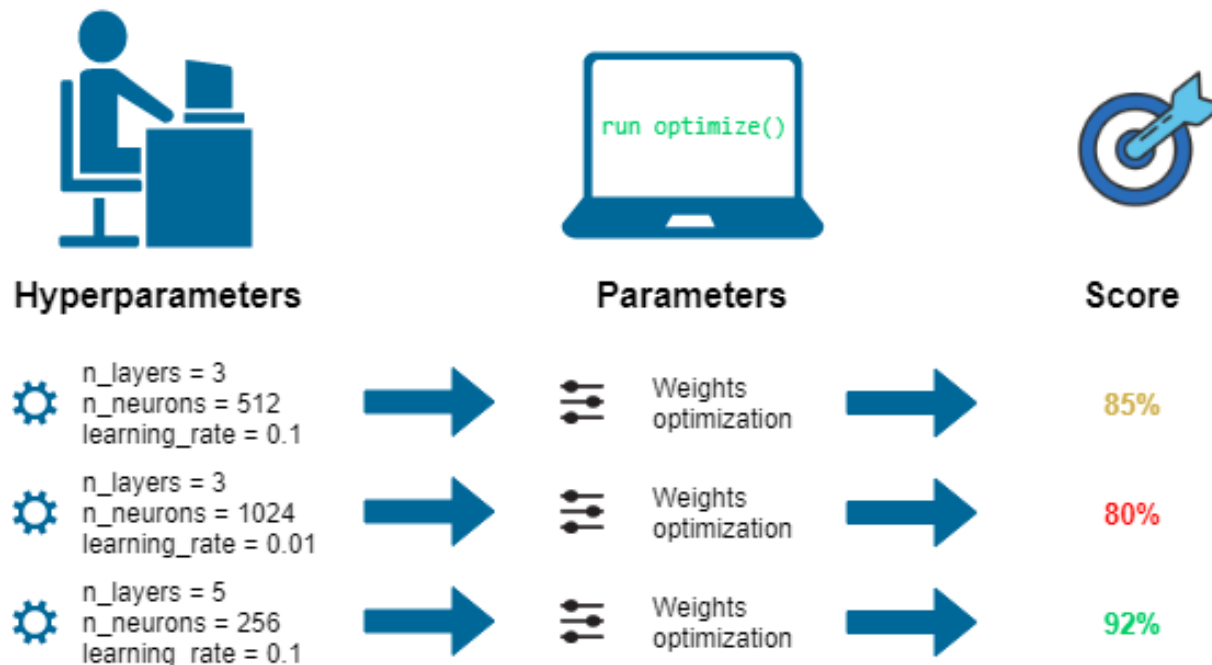 run optimize()
Hyperparameters
Parameters
Score
n_layers = 3
n_neurons = 512
learning_rate = 0.1
Weights
optimization
85%
n_layers = 3
n_neurons = 1024
learning_rate = 0.01
Weights
optimization
80%
n_layers = 5
n_neurons = 256
learning_rate = 0.1
Weights
optimization
92%